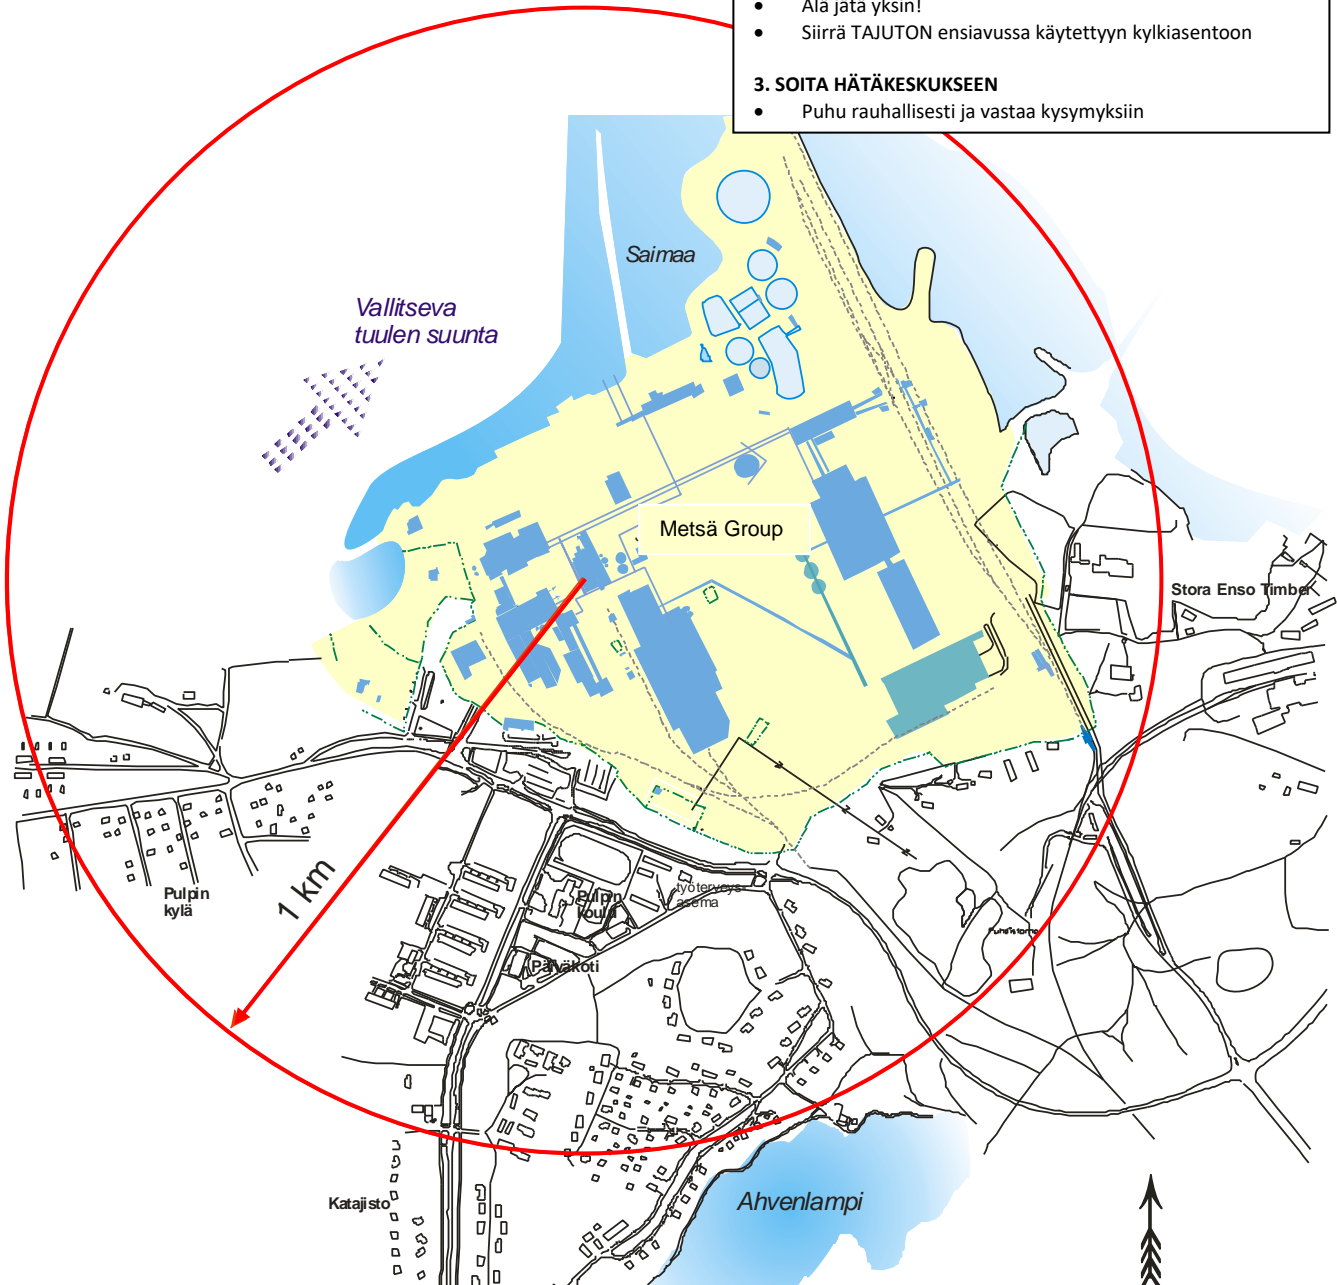 • Älä jätä yksin!
• Siirrä TAJUTON ensiavussa käytettyyn kylkiasentoon
3. SOITA HÄTÄKESKUKSEEN
• Puhu rauhallisesti ja vastaa kysymyksiin
Saimaa
Vallitseva
tuulen suunta
Metsä Group
Stora Enso Timber
1 km
Pulpin
kylä
Pulpin
koulu
työterveys-
asema
Päiväkoti
Katajisto
Ahvenlampi